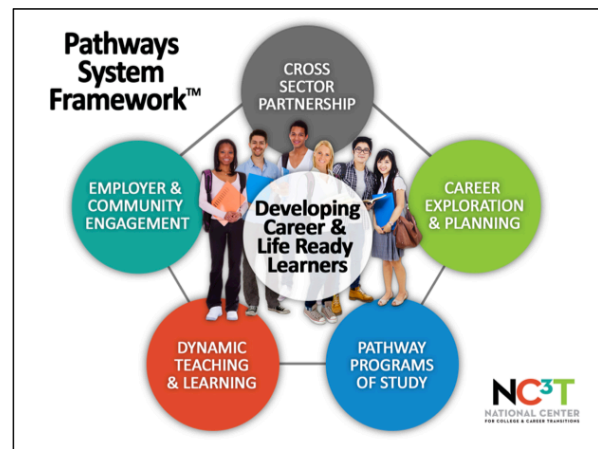 Pathways
System
Framework™
CROSS
SECTOR
PARTNERSHIP
EMPLOYER &
COMMUNITY
ENGAGEMENT
CAREER
EXPLORATION
& PLANNING
Developing
Career &
Life Ready
Learners
DYNAMIC
TEACHING
& LEARNING
PATHWAY
PROGRAMS
OF STUDY
NC³T
NATIONAL CENTER
FOR COLLEGE & CAREER TRANSITIONS